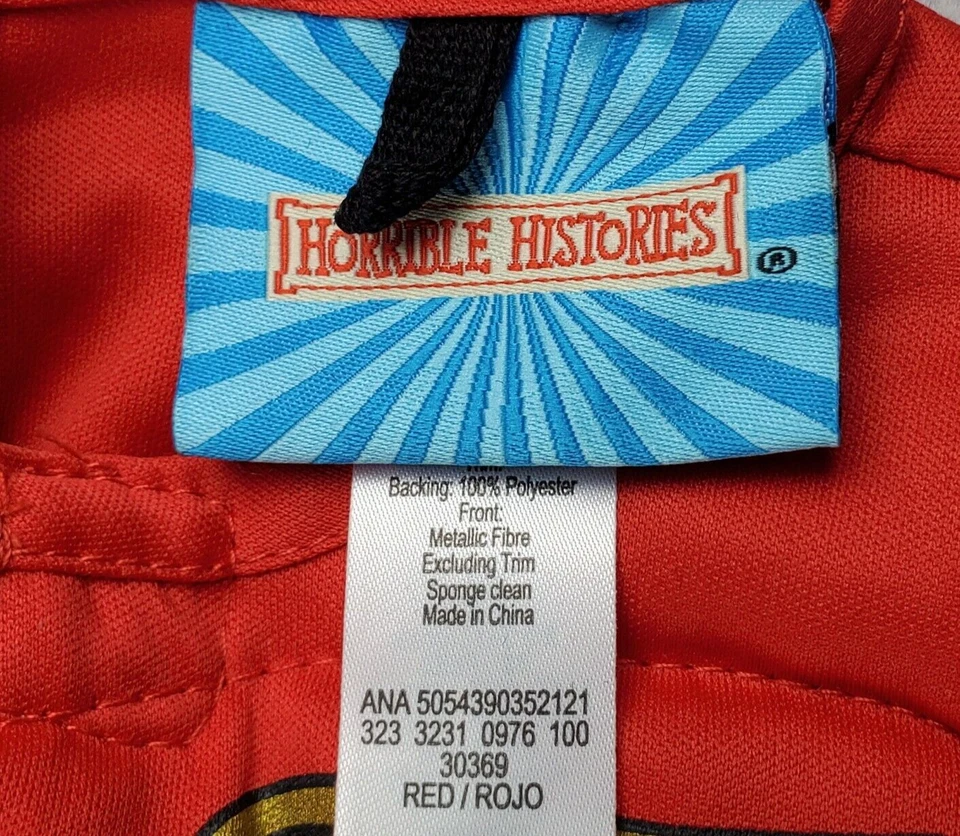 HORRIBLE HISTORIES ®
Backing: 100% Polyester
Front:
Metallic Fibre
Excluding Trim
Sponge clean
Made in China
ANA 5054390352121
323 3231 0976 100
30369
RED / ROJO